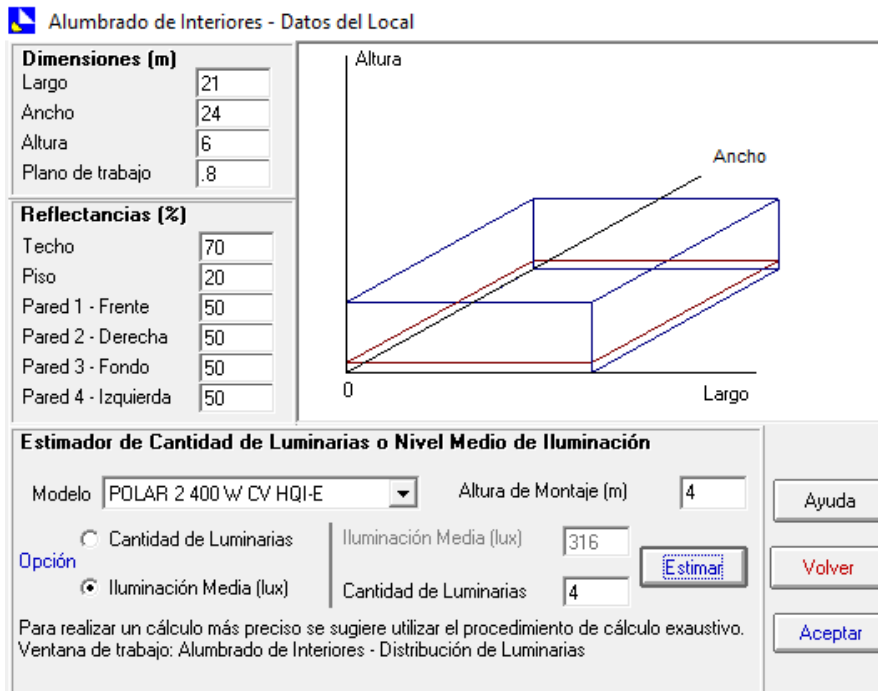 Alumbrado de Interiores - Datos del Local
Dimensiones (m)
Largo 21
Ancho 24
Altura 6
Plano de trabajo .8
Reflectancias (%)
Techo 70
Piso 20
Pared 1 - Frente 50
Pared 2 - Derecha 50
Pared 3 - Fondo 50
Pared 4 - Izquierda 50
Altura
Ancho
0
Largo
Estimador de Cantidad de Luminarias o Nivel Medio de Iluminación
Modelo POLAR 2 400 W CV HQI-E Altura de Montaje (m) 4
Opción
Cantidad de Luminarias
Iluminación Media (lux)
Iluminación Media (lux) 316
Cantidad de Luminarias 4
Estimar
Para realizar un cálculo más preciso se sugiere utilizar el procedimiento de cálculo exaustivo.
Ventana de trabajo: Alumbrado de Interiores - Distribución de Luminarias
Ayuda
Volver
Aceptar